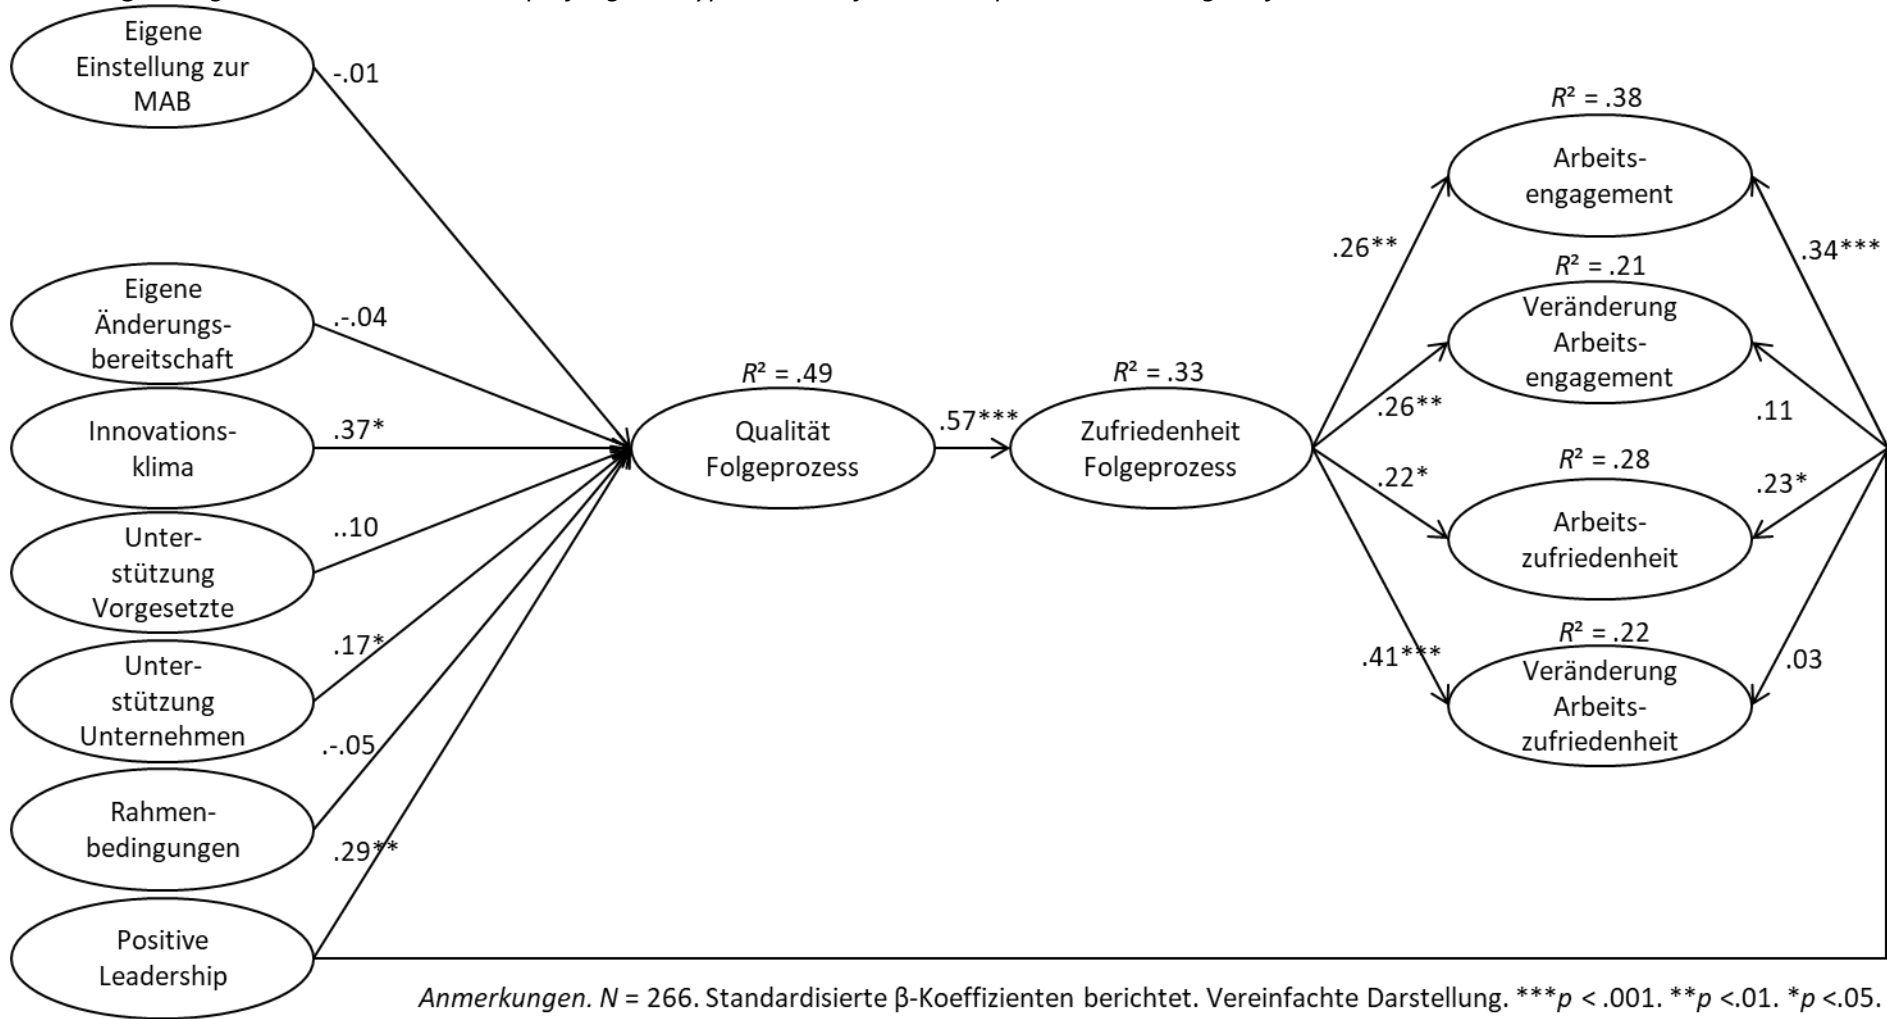 Eigene
Einstellung zur
MAB
-.01
Eigene
Änderungs-
bereitschaft
.-.04
Innovations-
klima
.37*
Unter-
stützung
Vorgesetzte
..10
Unter-
stützung
Unternehmen
.17*
Rahmen-
bedingungen
.-.05
Positive
Leadership
.29**
R² = .49
Qualität
Folgeprozess
.57***
R² = .33
Zufriedenheit
Folgeprozess
.26**
.26**
.22*
.41***
R² = .38
Arbeits-
engagement
R² = .21
Veränderung
Arbeits-
engagement
R² = .28
Arbeits-
zufriedenheit
R² = .22
Veränderung
Arbeits-
zufriedenheit
.34***
.11
.23*
.03
Anmerkungen. N = 266. Standardisierte β-Koeffizienten berichtet. Vereinfachte Darstellung. ***p < .001. **p <.01. *p <.05.